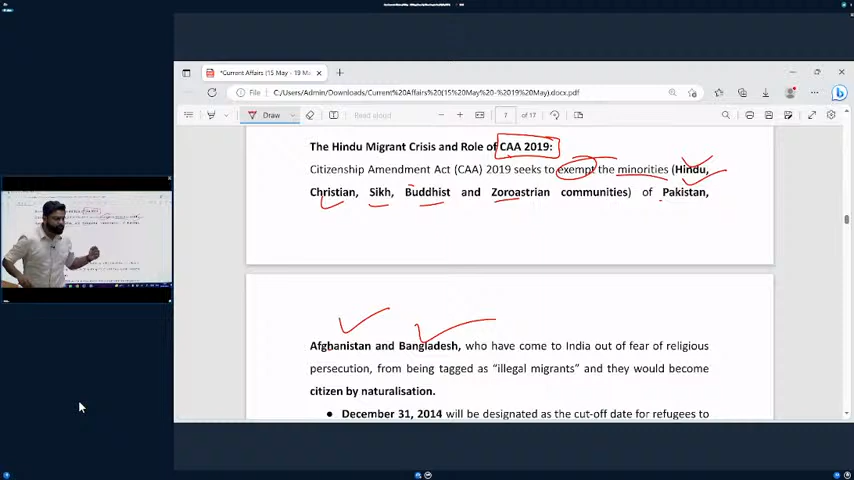 *Current Affairs (15 May - 19 M
File
C:/Users/Admin/Downloads/Current%20Affairs%20(15%20May%20-%2019%20May).docx.pdf
Draw
Read aloud
7
of 17
The Hindu Migrant Crisis and Role of CAA 2019:
Citizenship Amendment Act (CAA) 2019 seeks to exempt the minorities (Hindu,
Christian, Sikh, Buddhist and Zoroastrian communities) of Pakistan,
Afghanistan and Bangladesh, who have come to India out of fear of religious
persecution, from being tagged as “illegal migrants” and they would become
citizen by naturalisation.
● December 31, 2014 will be designated as the cut-off date for refugees to